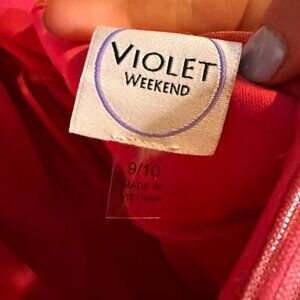 VIOLET
WEEKEND
9/10
MADE IN
VIETNAM